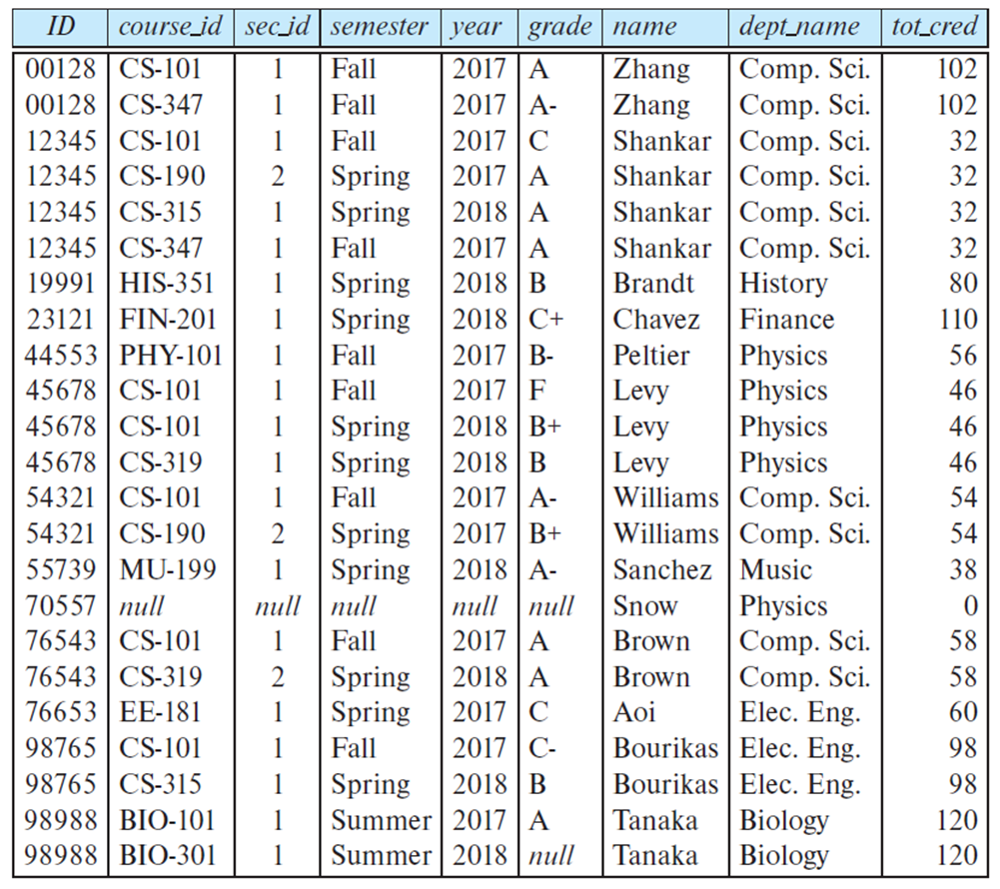 ID course_id sec_id semester year grade name dept_name tot_cred
00128 CS-101 1 Fall 2017 A Zhang Comp. Sci. 102
00128 CS-347 1 Fall 2017 A- Zhang Comp. Sci. 102
12345 CS-101 1 Fall 2017 C Shankar Comp. Sci. 32
12345 CS-190 2 Spring 2017 A Shankar Comp. Sci. 32
12345 CS-315 1 Spring 2018 A Shankar Comp. Sci. 32
12345 CS-347 1 Fall 2017 A Shankar Comp. Sci. 32
19991 HIS-351 1 Spring 2018 B Brandt History 80
23121 FIN-201 1 Spring 2018 C+ Chavez Finance 110
44553 PHY-101 1 Fall 2017 B- Peltier Physics 56
45678 CS-101 1 Fall 2017 F Levy Physics 46
45678 CS-101 1 Spring 2018 B+ Levy Physics 46
45678 CS-319 1 Spring 2018 B Levy Physics 46
54321 CS-101 1 Fall 2017 A- Williams Comp. Sci. 54
54321 CS-190 2 Spring 2017 B+ Williams Comp. Sci. 54
55739 MU-199 1 Spring 2018 A- Sanchez Music 38
70557 null null null null null Snow Physics 0
76543 CS-101 1 Fall 2017 A Brown Comp. Sci. 58
76543 CS-319 2 Spring 2018 A Brown Comp. Sci. 58
76653 EE-181 1 Spring 2017 C Aoi Elec. Eng. 60
98765 CS-101 1 Fall 2017 C- Bourikas Elec. Eng. 98
98765 CS-315 1 Spring 2018 B Bourikas Elec. Eng. 98
98988 BIO-101 1 Summer 2017 A Tanaka Biology 120
98988 BIO-301 1 Summer 2018 null Tanaka Biology 120